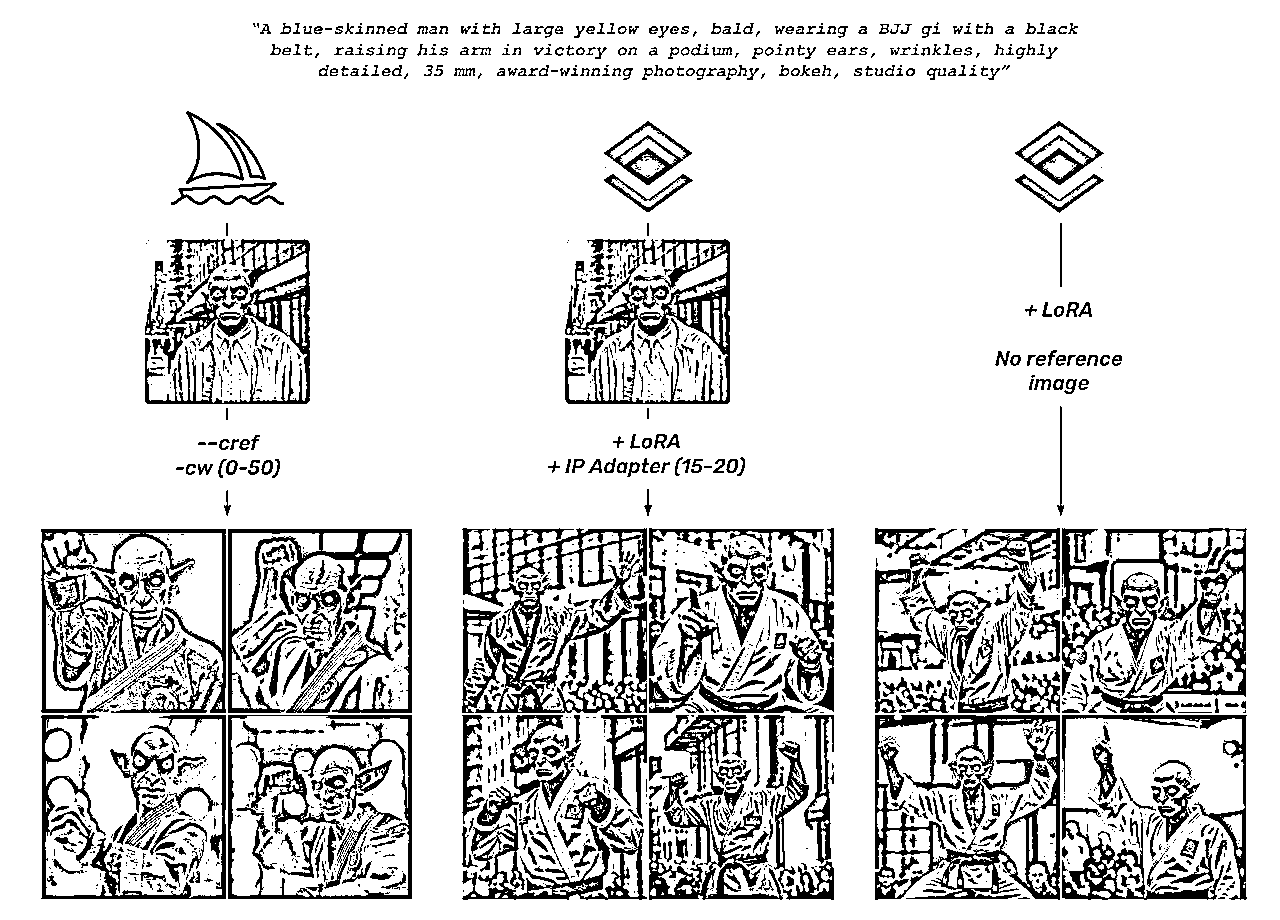 “A blue-skinned man with large yellow eyes, bald, wearing a BJJ gi with a black
belt, raising his arm in victory on a podium, pointy ears, wrinkles, highly
detailed, 35 mm, award-winning photography, bokeh, studio quality”
--cref
-cw (0-50)
+ LoRA
+ IP Adapter (15-20)
+ LoRA
No reference
image